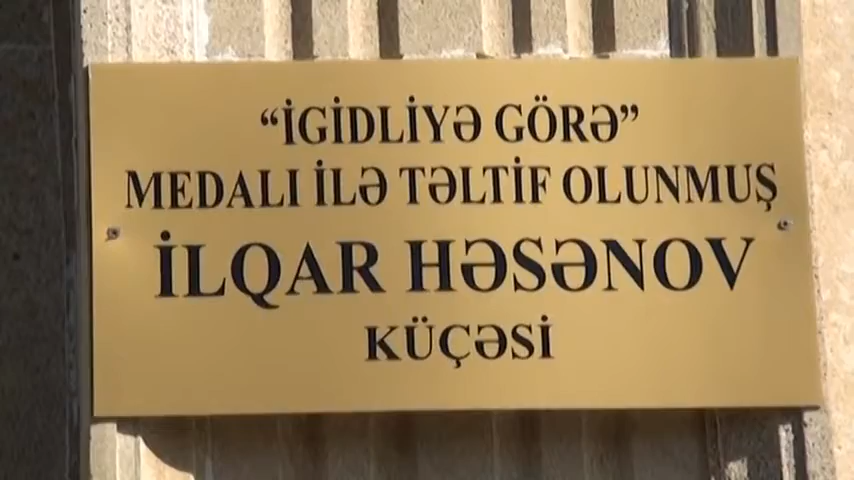 “İGİDLİYƏ GÖRƏ”
MEDALI İLƏ TƏLTİF OLUNMUŞ
İLQAR HƏSƏNOV
KÜÇƏSİ